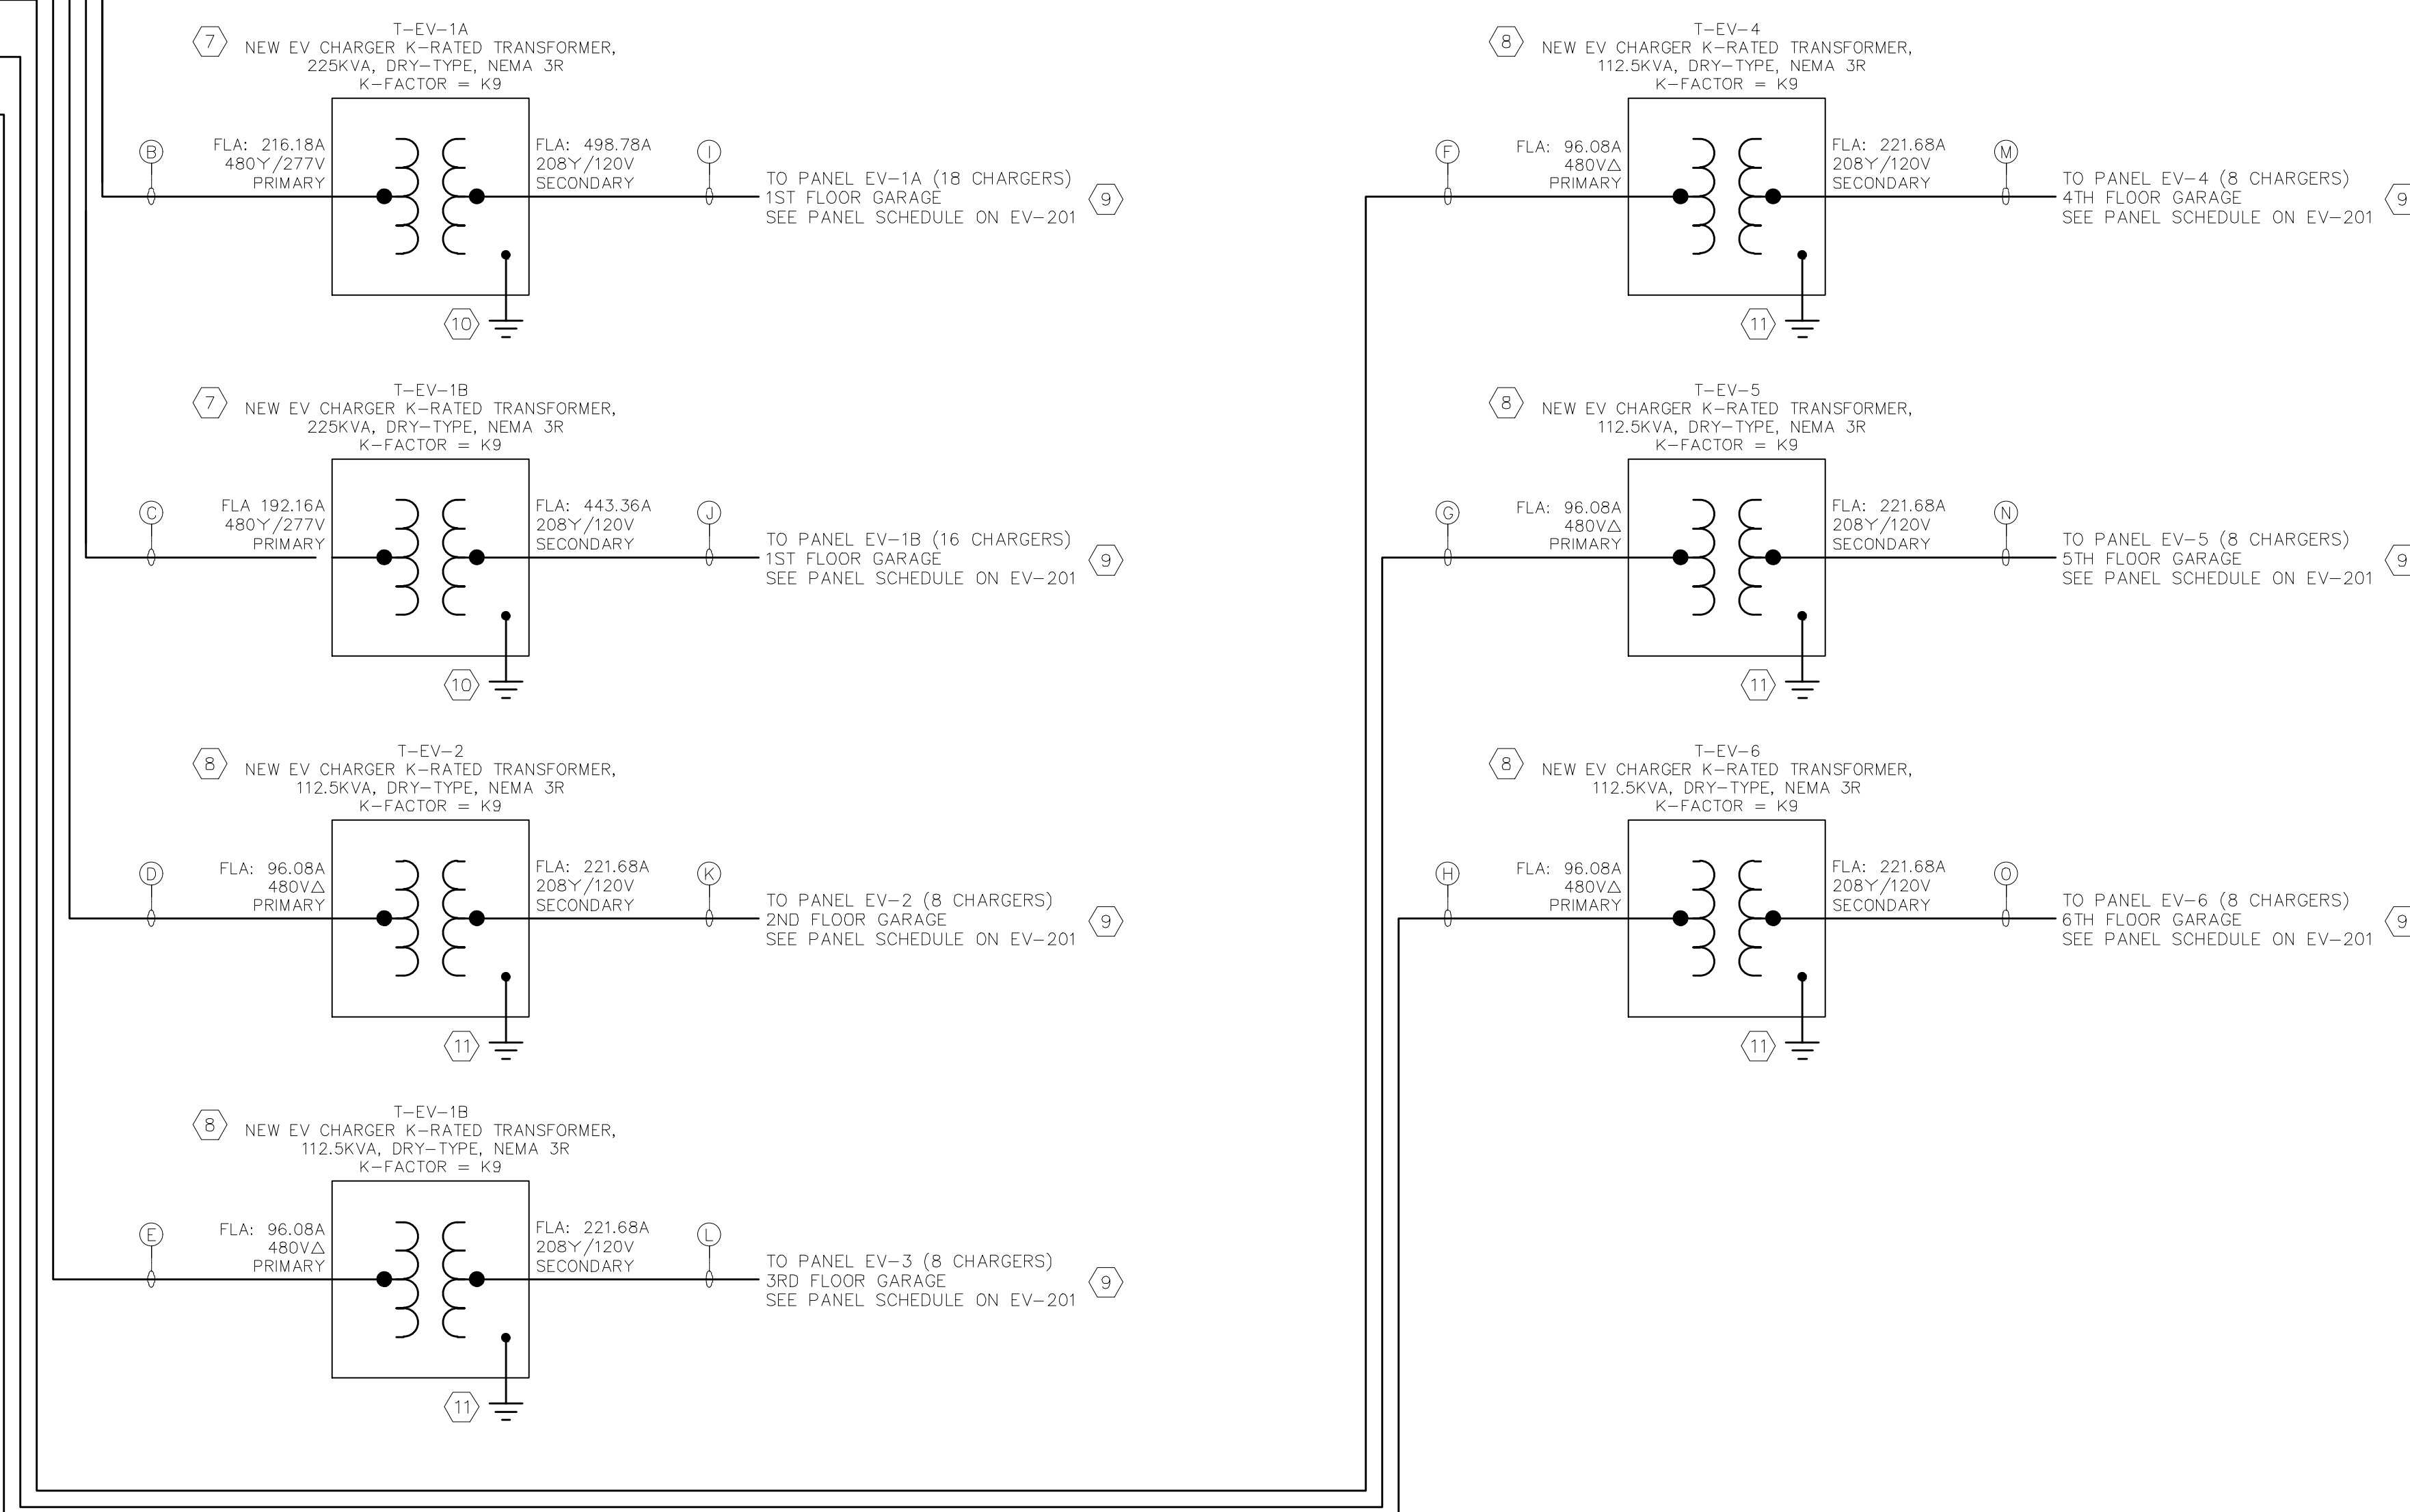 T-EV-1A
7
NEW EV CHARGER K-RATED TRANSFORMER,
225KVA, DRY-TYPE, NEMA 3R
K-FACTOR = K9
B
FLA: 216.18A
480Y/277V
PRIMARY
FLA: 498.78A
208Y/120V
SECONDARY
I
TO PANEL EV-1A (18 CHARGERS)
1ST FLOOR GARAGE
SEE PANEL SCHEDULE ON EV-201
9
10
T-EV-1B
7
NEW EV CHARGER K-RATED TRANSFORMER,
225KVA, DRY-TYPE, NEMA 3R
K-FACTOR = K9
C
FLA 192.16A
480Y/277V
PRIMARY
FLA: 443.36A
208Y/120V
SECONDARY
J
TO PANEL EV-1B (16 CHARGERS)
1ST FLOOR GARAGE
SEE PANEL SCHEDULE ON EV-201
9
10
T-EV-2
8
NEW EV CHARGER K-RATED TRANSFORMER,
112.5KVA, DRY-TYPE, NEMA 3R
K-FACTOR = K9
D
FLA: 96.08A
480V△
PRIMARY
FLA: 221.68A
208Y/120V
SECONDARY
K
TO PANEL EV-2 (8 CHARGERS)
2ND FLOOR GARAGE
SEE PANEL SCHEDULE ON EV-201
9
11
T-EV-1B
8
NEW EV CHARGER K-RATED TRANSFORMER,
112.5KVA, DRY-TYPE, NEMA 3R
K-FACTOR = K9
E
FLA: 96.08A
480V△
PRIMARY
FLA: 221.68A
208Y/120V
SECONDARY
L
TO PANEL EV-3 (8 CHARGERS)
3RD FLOOR GARAGE
SEE PANEL SCHEDULE ON EV-201
9
11
T-EV-4
8
NEW EV CHARGER K-RATED TRANSFORMER,
112.5KVA, DRY-TYPE, NEMA 3R
K-FACTOR = K9
F
FLA: 96.08A
480V△
PRIMARY
FLA: 221.68A
208Y/120V
SECONDARY
M
TO PANEL EV-4 (8 CHARGERS)
4TH FLOOR GARAGE
SEE PANEL SCHEDULE ON EV-201
9
11
T-EV-5
8
NEW EV CHARGER K-RATED TRANSFORMER,
112.5KVA, DRY-TYPE, NEMA 3R
K-FACTOR = K9
G
FLA: 96.08A
480V△
PRIMARY
FLA: 221.68A
208Y/120V
SECONDARY
N
TO PANEL EV-5 (8 CHARGERS)
5TH FLOOR GARAGE
SEE PANEL SCHEDULE ON EV-201
9
11
T-EV-6
8
NEW EV CHARGER K-RATED TRANSFORMER,
112.5KVA, DRY-TYPE, NEMA 3R
K-FACTOR = K9
H
FLA: 96.08A
480V△
PRIMARY
FLA: 221.68A
208Y/120V
SECONDARY
O
TO PANEL EV-6 (8 CHARGERS)
6TH FLOOR GARAGE
SEE PANEL SCHEDULE ON EV-201
9
11